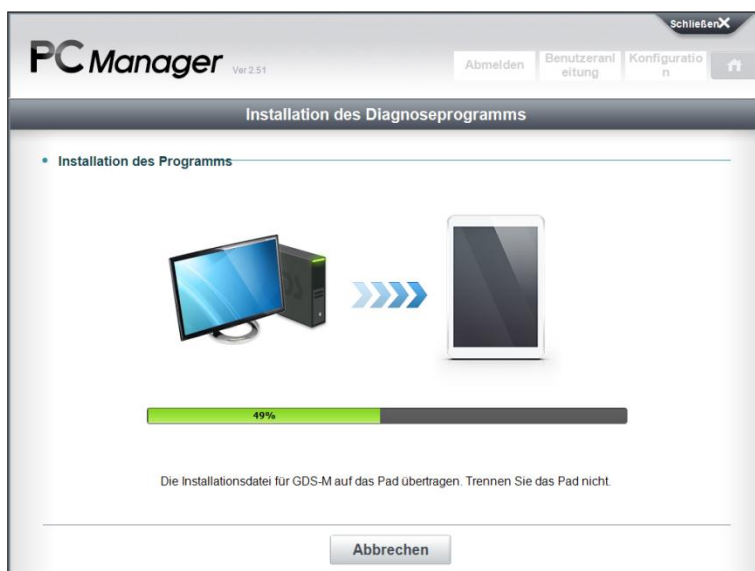 Schließen X
PC Manager Ver 2.51
Abmelden
Benutzeranl
eitung
Konfiguratio
n
Installation des Diagnoseprogramms
• Installation des Programms
49%
Die Installationsdatei für GDS-M auf das Pad übertragen. Trennen Sie das Pad nicht.
Abbrechen